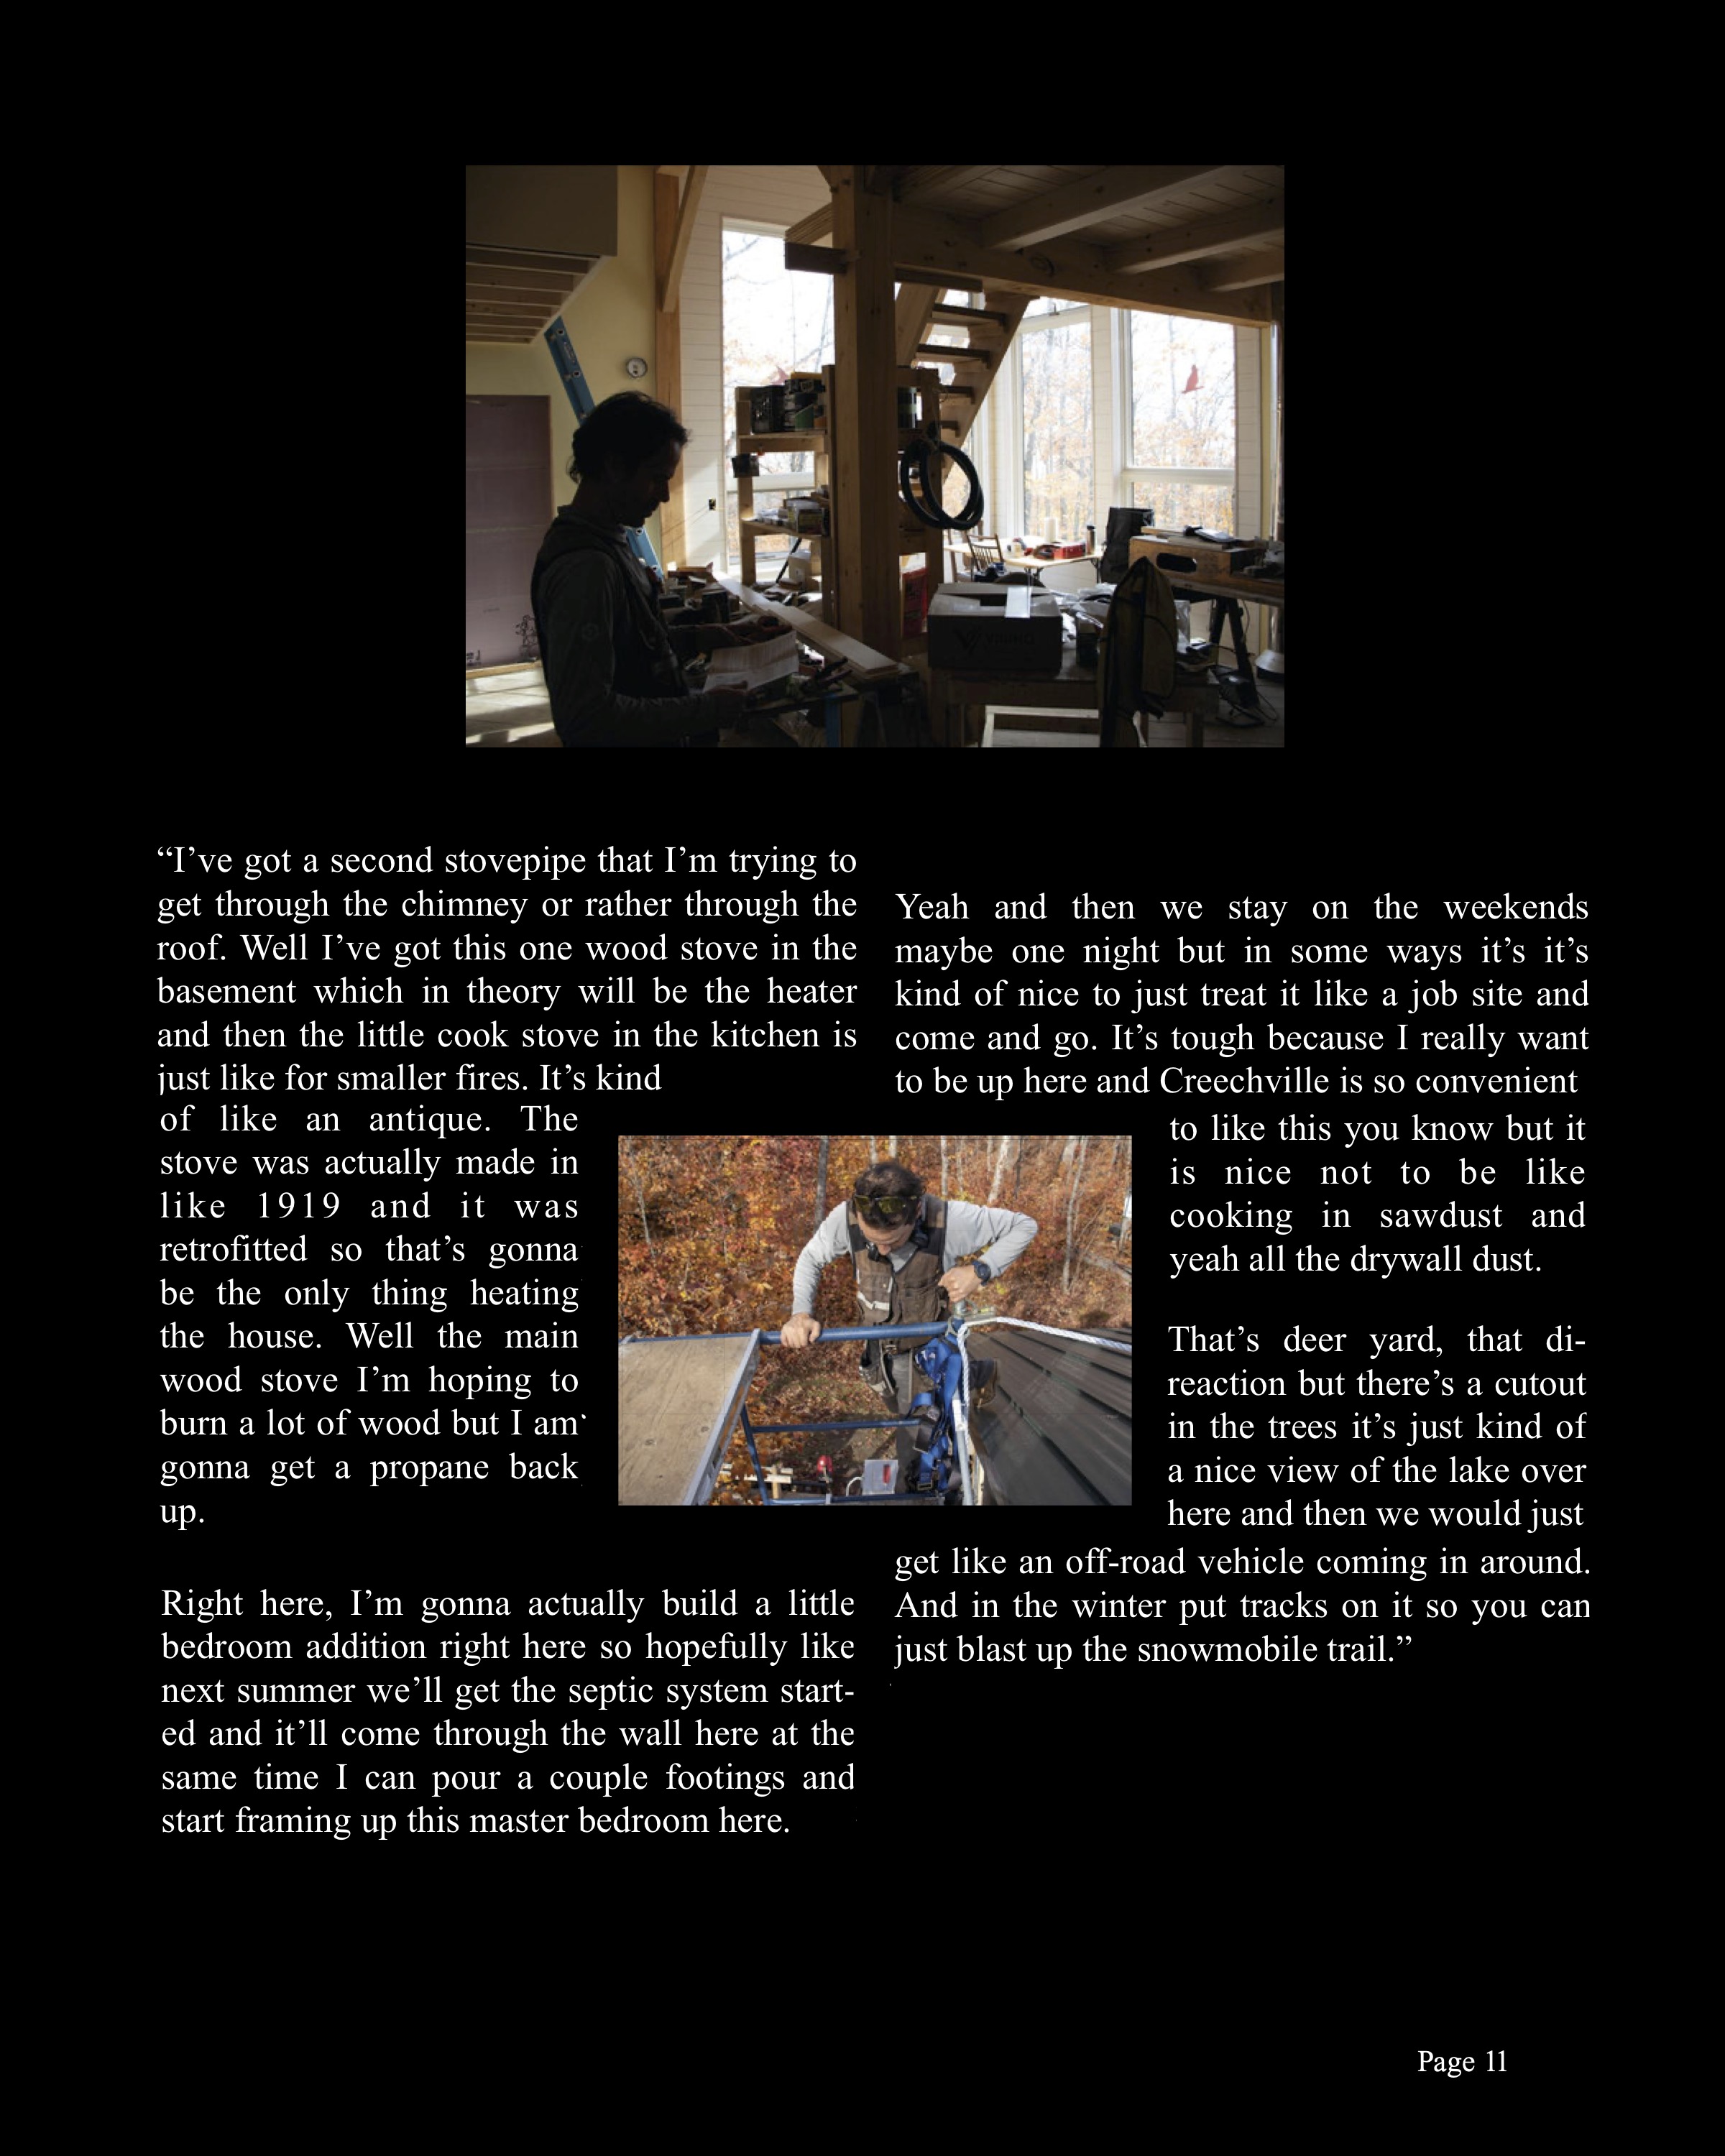 “I’ve got a second stovepipe that I’m trying to
get through the chimney or rather through the
roof. Well I’ve got this one wood stove in the
basement which in theory will be the heater
and then the little cook stove in the kitchen is
just like for smaller fires. It’s kind
of like an antique. The
stove was actually made in
like 1919 and it was
retrofitted so that’s gonna
be the only thing heating
the house. Well the main
wood stove I’m hoping to
burn a lot of wood but I am
gonna get a propane back
up.
Right here, I’m gonna actually build a little
bedroom addition right here so hopefully like
next summer we’ll get the septic system start-
ed and it’ll come through the wall here at the
same time I can pour a couple footings and
start framing up this master bedroom here.
Yeah and then we stay on the weekends
maybe one night but in some ways it’s it’s
kind of nice to just treat it like a job site and
come and go. It’s tough because I really want
to be up here and Creechville is so convenient
to like this you know but it
is nice not to be like
cooking in sawdust and
yeah all the drywall dust.
That’s deer yard, that di-
reaction but there’s a cutout
in the trees it’s just kind of
a nice view of the lake over
here and then we would just
get like an off-road vehicle coming in around.
And in the winter put tracks on it so you can
just blast up the snowmobile trail.”
Page 11